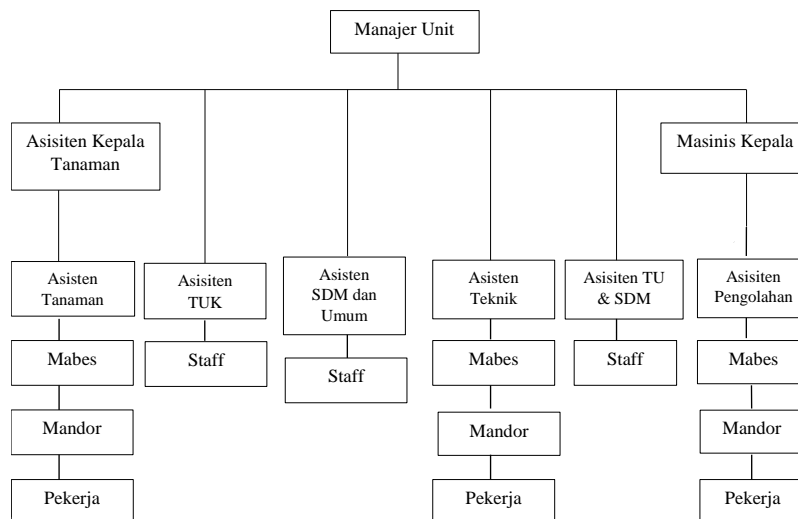 Manajer Unit
Asisiten Kepala
Tanaman
Masinis Kepala
Asisten
Tanaman
Asisiten
TUK
Asisten
SDM dan
Umum
Asisten
Teknik
Asisiten TU
& SDM
Asisiten
Pengolahan
Mabes
Staff
Staff
Mabes
Staff
Mabes
Mandor
Mandor
Mandor
Pekerja
Pekerja
Pekerja